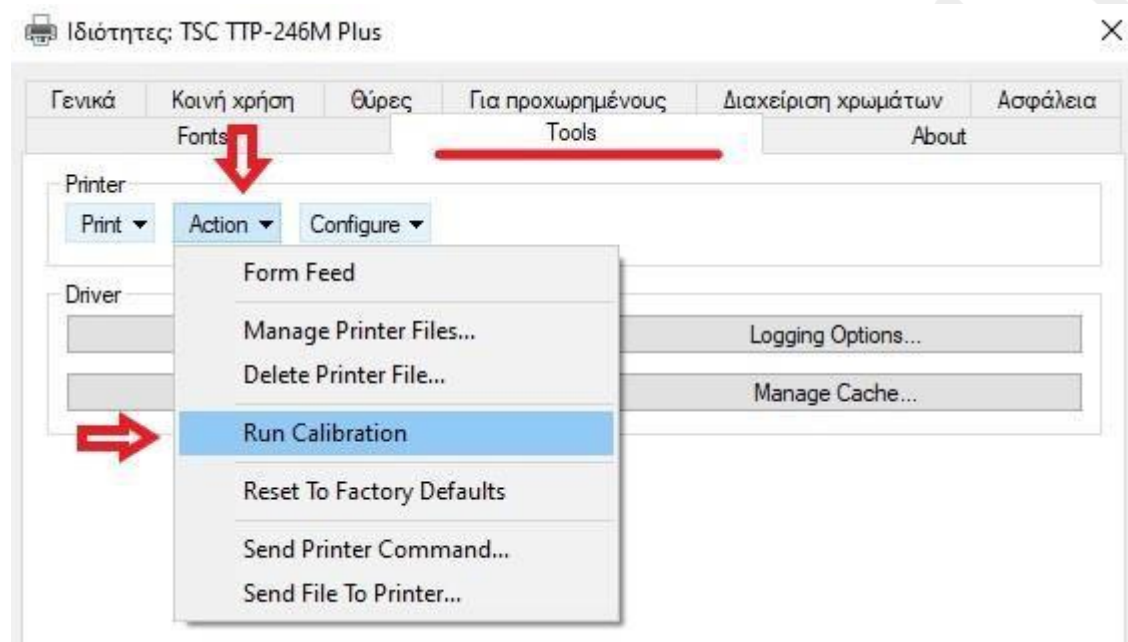 Ιδιότητες: TSC TTP-246M Plus
Γενικά Κοινή χρήση Θύρες Για προχωρημένους Διαχείριση χρωμάτων Ασφάλεια
Fonts Tools About
Printer
Print Action Configure
Form Feed
Driver
Manage Printer Files...
Logging Options...
Delete Printer File...
Manage Cache...
Run Calibration
Reset To Factory Defaults
Send Printer Command...
Send File To Printer...